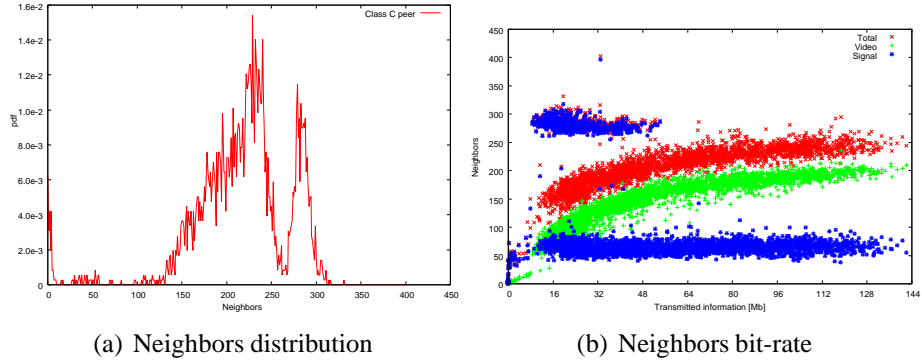 1.6e-2
1.4e-2
1.2e-2
1.0e-2
8.0e-3
6.0e-3
4.0e-3
2.0e-3
0
50
100
150
200
250
300
350
400
450
pdf
Neighbors
Class C peer
(a) Neighbors distribution
450
400
350
300
250
200
150
100
50
0
0
16
32
48
64
80
96
112
128
144
Neighbors
Transmitted information [Mb]
Total
Video
Signal
(b) Neighbors bit-rate